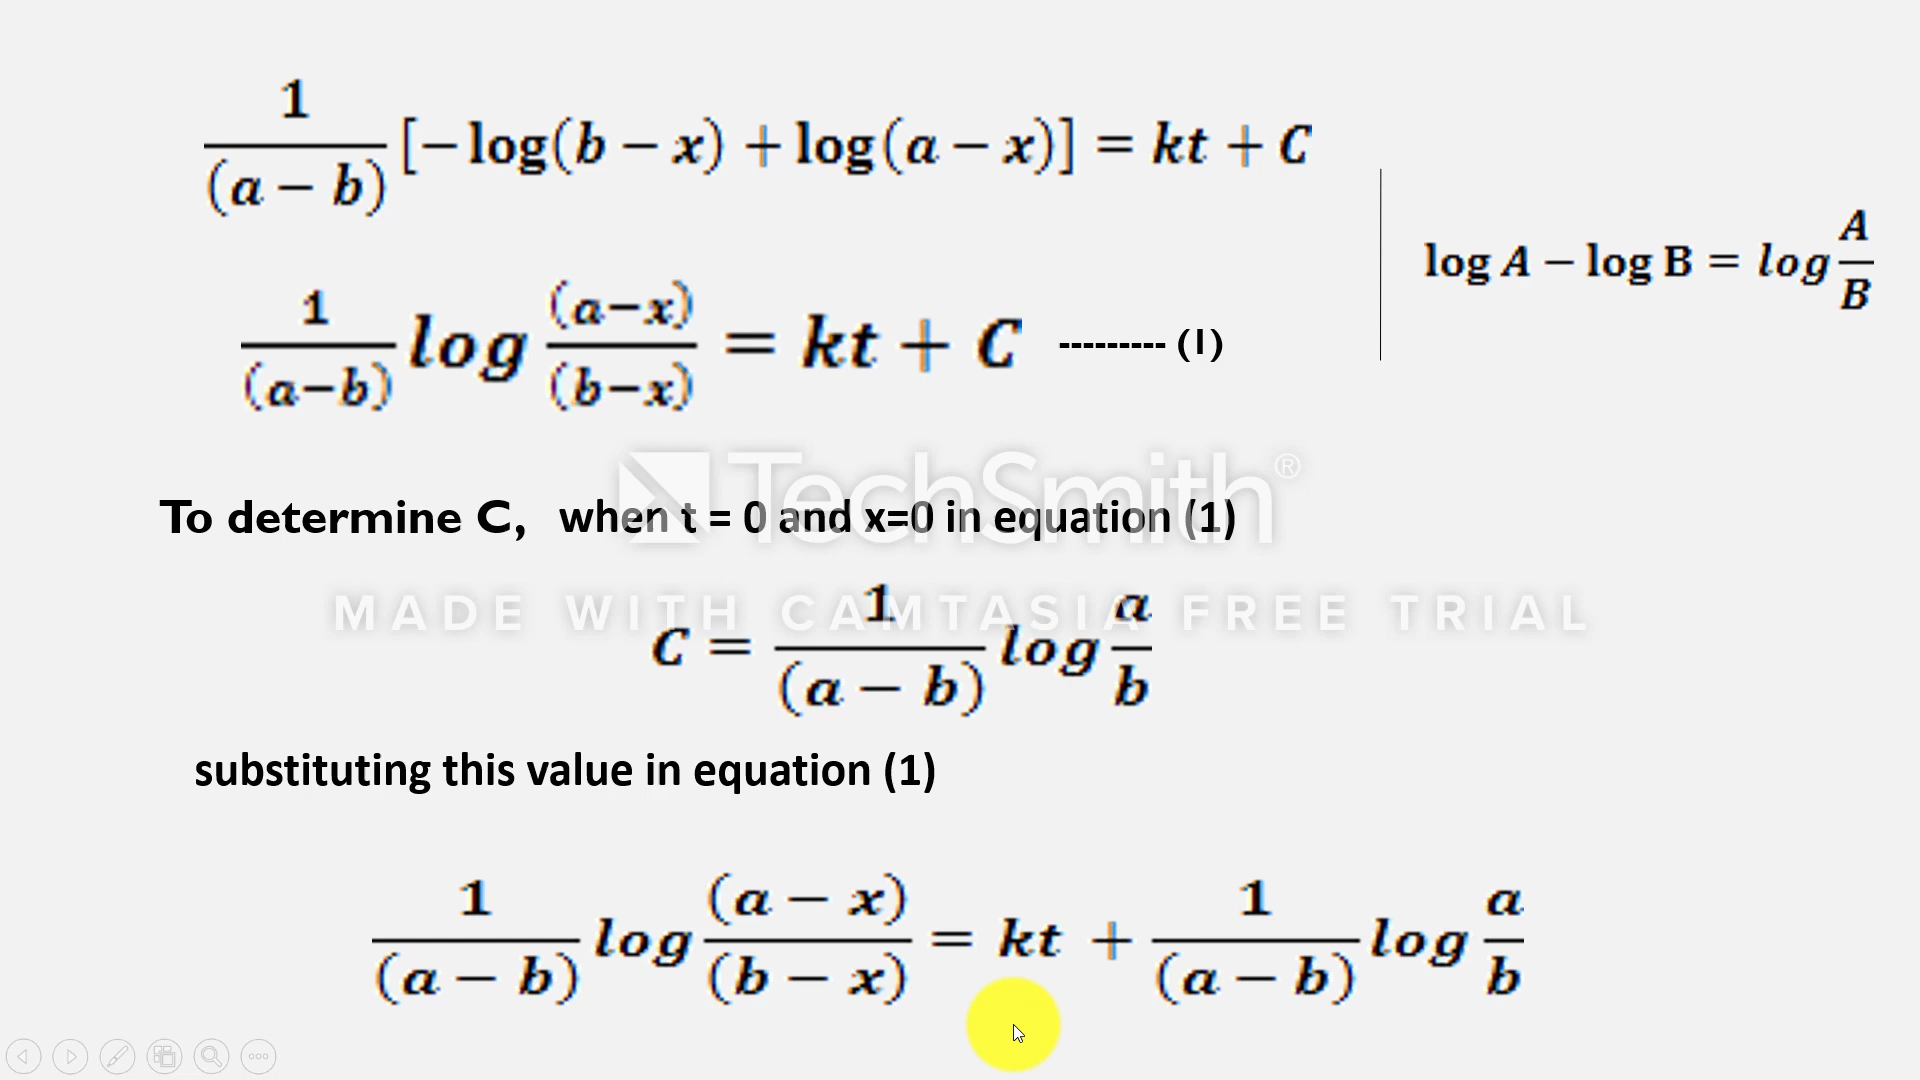 1/(a − b) [−log(b − x) + log(a − x)] = kt + C
log A − log B = log A/B
1/(a−b) log (a−x)/(b−x) = kt + C --------- (1)
TechSmith®
To determine C, when t = 0 and x=0 in equation (1)
MADE WITH CAMTASIA FREE TRIAL
C = 1/(a − b) log a/b
substituting this value in equation (1)
1/(a − b) log (a − x)/(b − x) = kt + 1/(a − b) log a/b